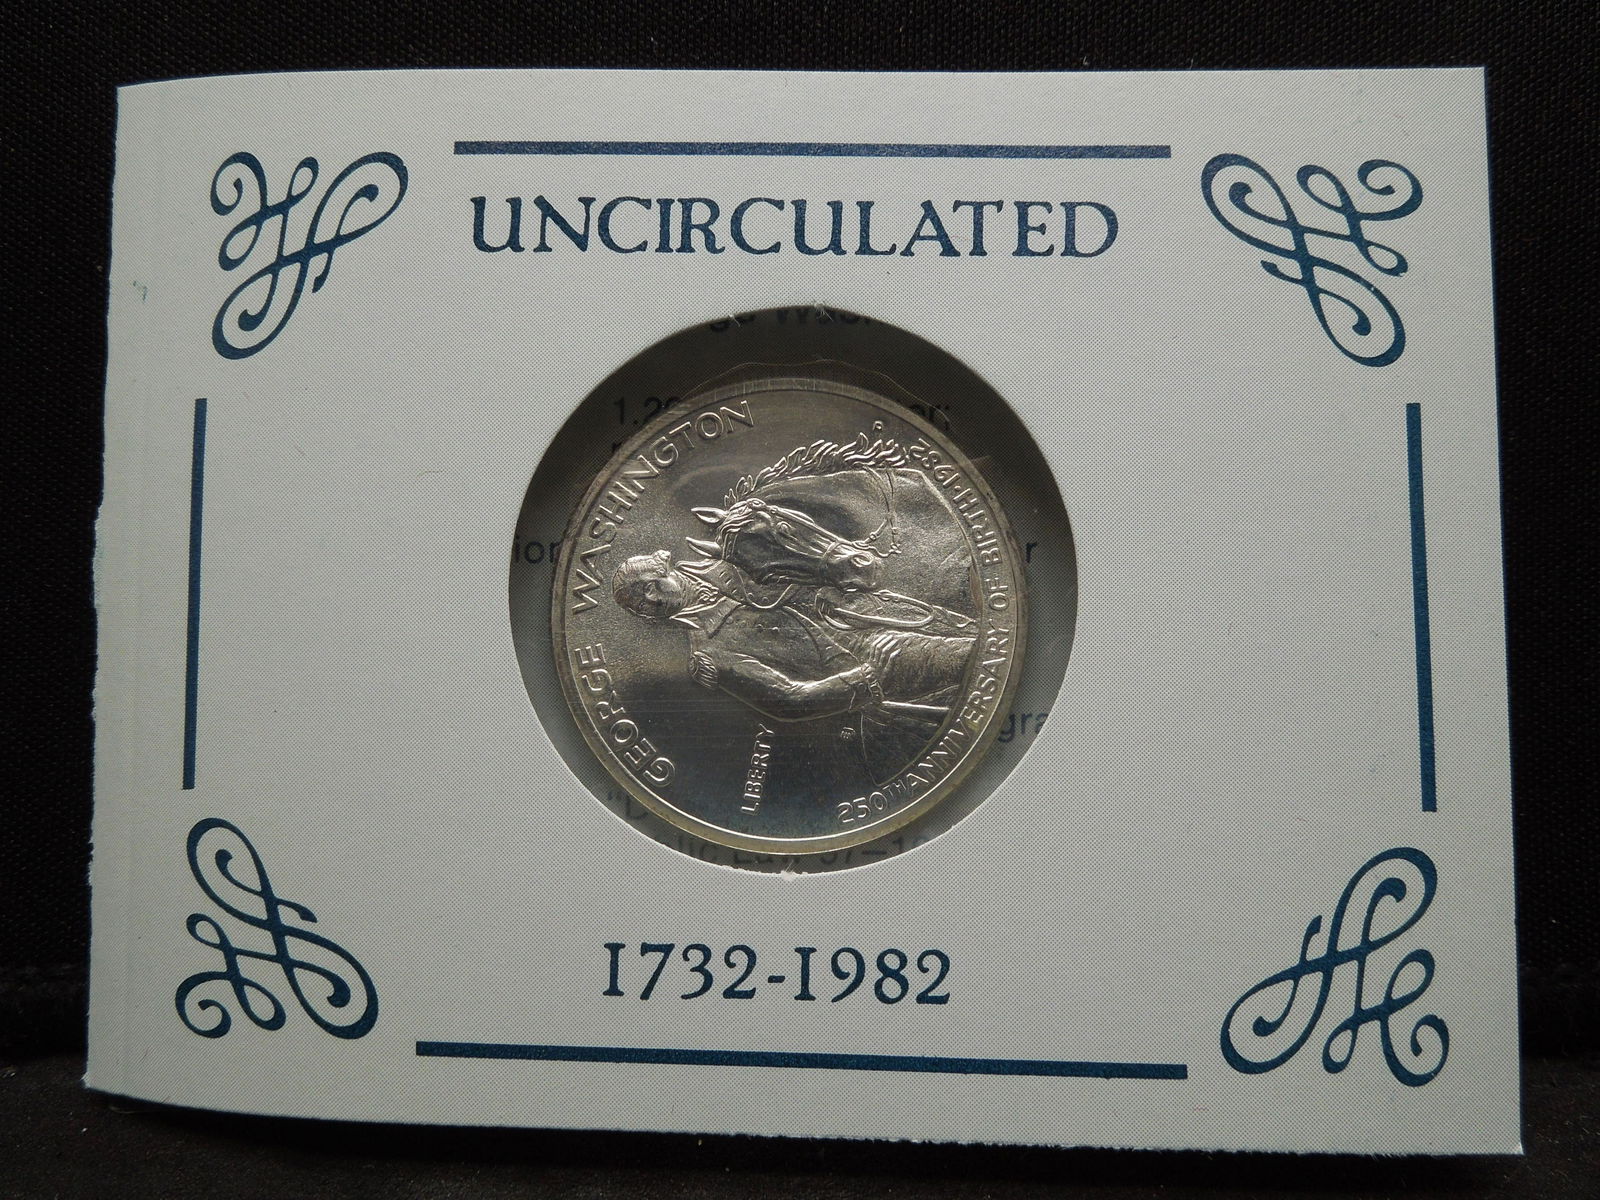 UNCIRCULATED
GEORGE WASHINGTON
LIBERTY
250TH ANNIVERSARY OF BIRTH·1982
D
1732-1982